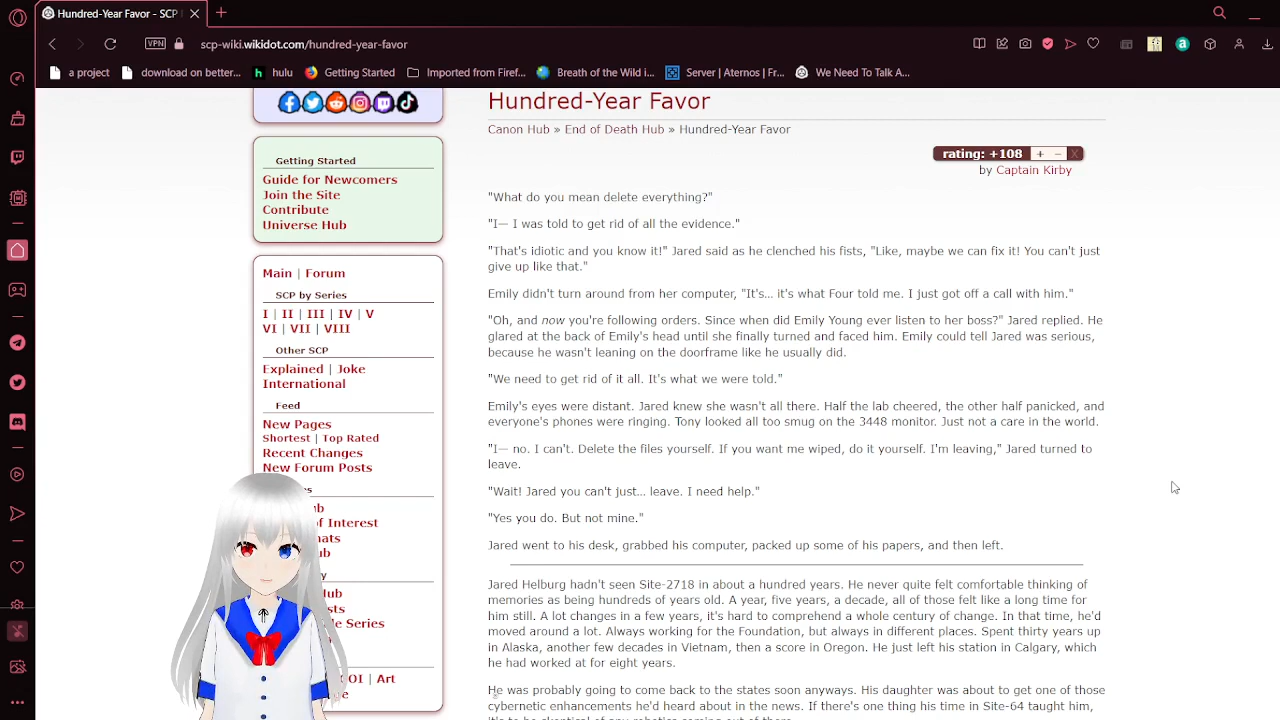 Hundred-Year Favor - SCP
scp-wiki.wikidot.com/hundred-year-favor
VPN
a project
download on better...
hulu
Getting Started
Imported from Firef...
Breath of the Wild i...
Server | Aternos | Fr...
We Need To Talk A...
Getting Started
Guide for Newcomers
Join the Site
Contribute
Universe Hub
Main | Forum
SCP by Series
I | II | III | IV | V
VI | VII | VIII
Other SCP
Explained | Joke
International
Feed
New Pages
Shortest | Top Rated
Recent Changes
New Forum Posts
of Interest
Series
Art
Hundred-Year Favor
Canon Hub » End of Death Hub » Hundred-Year Favor
rating: +108 + − X
by Captain Kirby
"What do you mean delete everything?"
"I— I was told to get rid of all the evidence."
"That's idiotic and you know it!" Jared said as he clenched his fists, "Like, maybe we can fix it! You can't just
give up like that."
Emily didn't turn around from her computer, "It's... it's what Four told me. I just got off a call with him."
"Oh, and now you're following orders. Since when did Emily Young ever listen to her boss?" Jared replied. He
glared at the back of Emily's head until she finally turned and faced him. Emily could tell Jared was serious,
because he wasn't leaning on the doorframe like he usually did.
"We need to get rid of it all. It's what we were told."
Emily's eyes were distant. Jared knew she wasn't all there. Half the lab cheered, the other half panicked, and
everyone's phones were ringing. Tony looked all too smug on the 3448 monitor. Just not a care in the world.
"I— no. I can't. Delete the files yourself. If you want me wiped, do it yourself. I'm leaving," Jared turned to
leave.
"Wait! Jared you can't just... leave. I need help."
"Yes you do. But not mine."
Jared went to his desk, grabbed his computer, packed up some of his papers, and then left.
Jared Helburg hadn't seen Site-2718 in about a hundred years. He never quite felt comfortable thinking of
memories as being hundreds of years old. A year, five years, a decade, all of those felt like a long time for
him still. A lot changes in a few years, it's hard to comprehend a whole century of change. In that time, he'd
moved around a lot. Always working for the Foundation, but always in different places. Spent thirty years up
in Alaska, another few decades in Vietnam, then a score in Oregon. He just left his station in Calgary, which
he had worked at for eight years.
He was probably going to come back to the states soon anyways. His daughter was about to get one of those
cybernetic enhancements he'd heard about in the news. If there's one thing his time in Site-64 taught him,
it's to be skeptical of any robotics coming out of there.